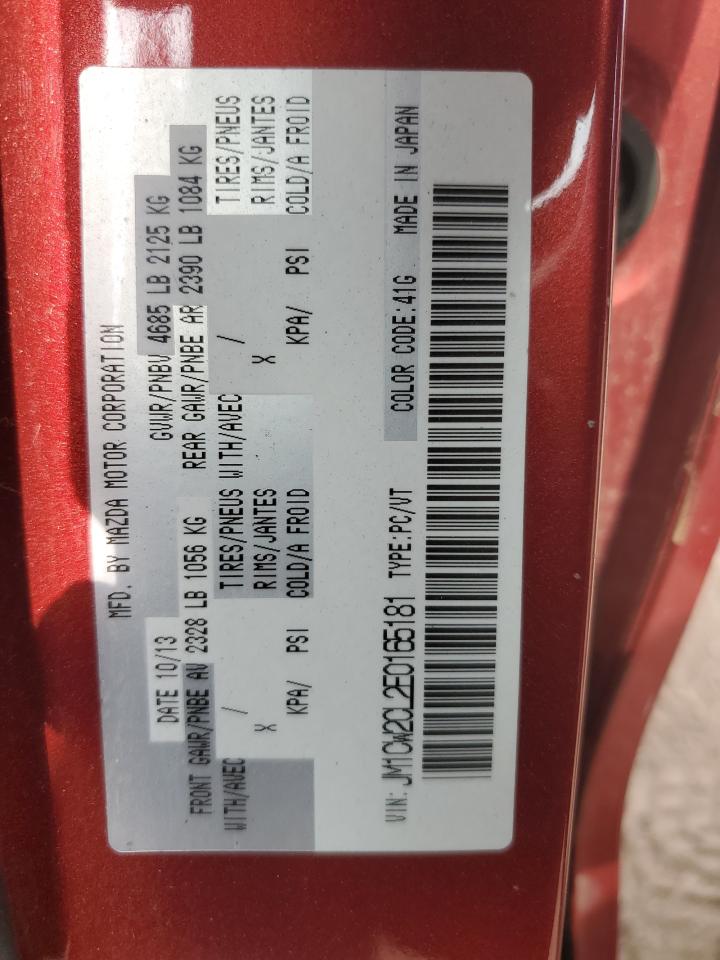 MFD. BY MAZDA MOTOR CORPORATION
DATE 10/13 GVWR/PNBV 4685 LB 2125 KG
FRONT GAWR/PNBE AV 2328 LB 1056 KG REAR GAWR/PNBE AR 2390 LB 1084 KG
WITH/AVEC / TIRES/PNEUS WITH/AVEC / TIRES/PNEUS
X RIMS/JANTES X RIMS/JANTES
KPA/ PSI COLD/A FROID KPA/ PSI COLD/A FROID
VIN: JM1CW2CL2E0165181 TYPE:PC/VT COLOR CODE:41G MADE IN JAPAN